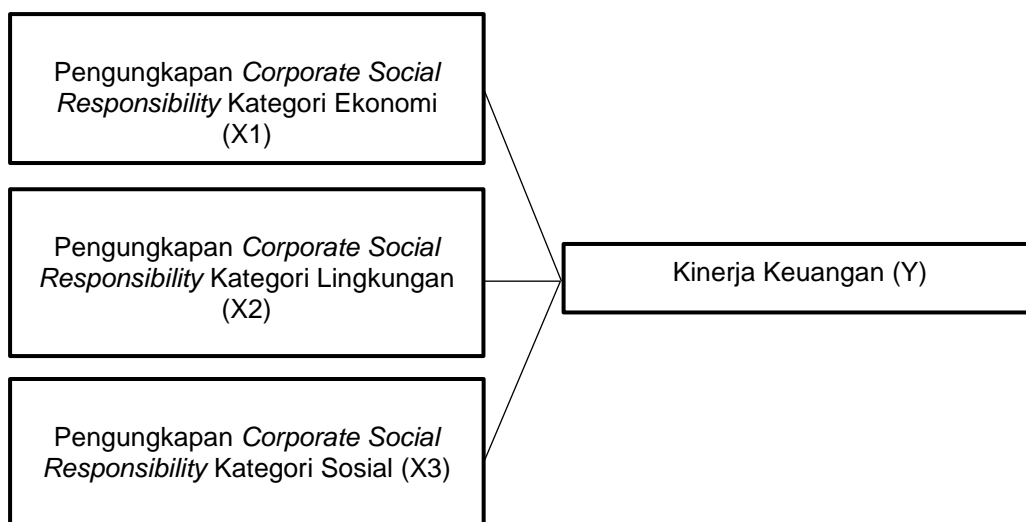 Pengungkapan Corporate Social
Responsibility Kategori Ekonomi
(X1)
Pengungkapan Corporate Social
Responsibility Kategori Lingkungan
(X2)
Kinerja Keuangan (Y)
Pengungkapan Corporate Social
Responsibility Kategori Sosial (X3)